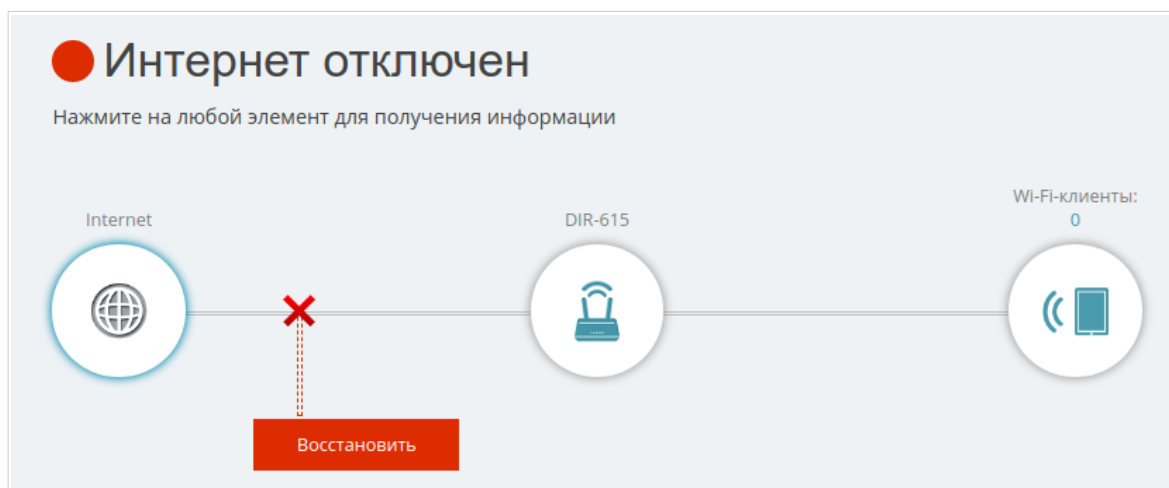 Интернет отключен
Нажмите на любой элемент для получения информации
Internet
DIR-615
Wi-Fi-клиенты:
0
Восстановить